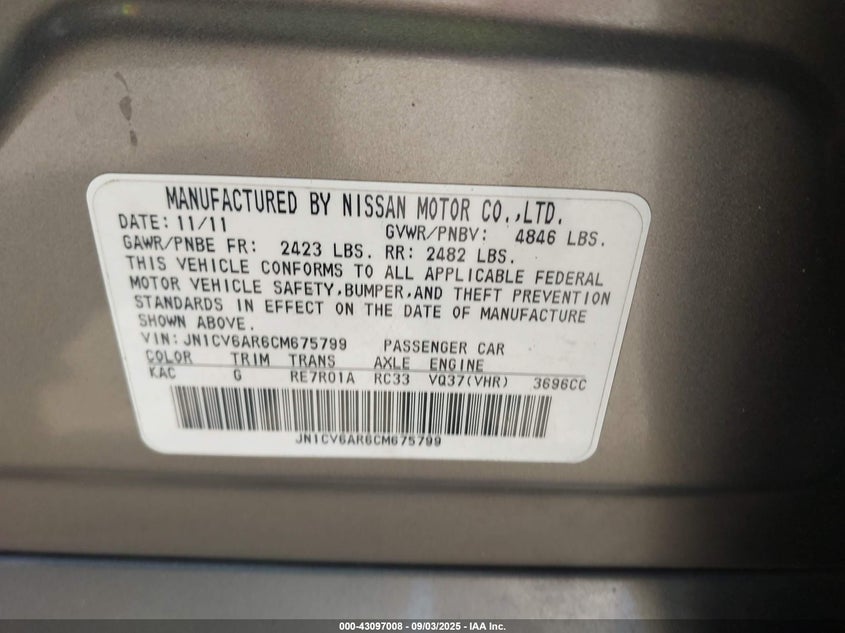 MANUFACTURED BY NISSAN MOTOR CO.,LTD.
DATE: 11/11 GVWR/PNBV: 4846 LBS.
GAWR/PNBE FR: 2423 LBS. RR: 2482 LBS.
THIS VEHICLE CONFORMS TO ALL APPLICABLE FEDERAL
MOTOR VEHICLE SAFETY,BUMPER,AND THEFT PREVENTION
STANDARDS IN EFFECT ON THE DATE OF MANUFACTURE
SHOWN ABOVE.
VIN: JN1CV6AR6CM675799 PASSENGER CAR
COLOR TRIM TRANS AXLE ENGINE
KAC G RE7R01A RC33 VQ37(VHR) 3696CC
JN1CV6AR6CM675799
000-43097008 - 09/03/2025 - IAA Inc.